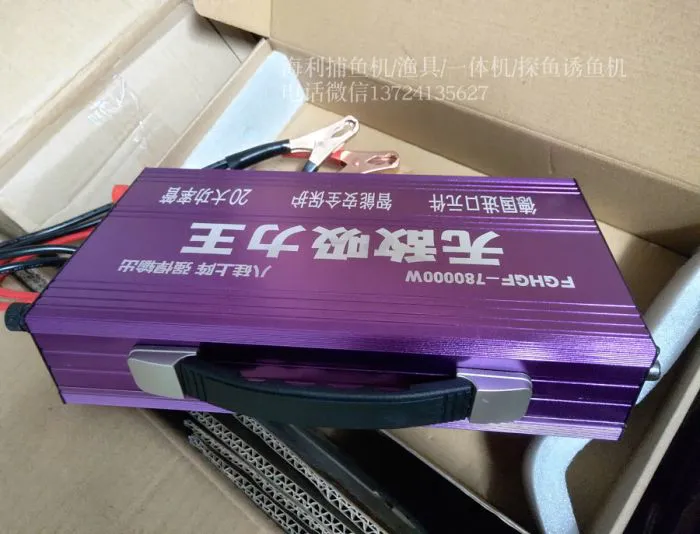 海利捕鱼机/渔具/一体机/探鱼诱鱼机
电话微信13724135627
FGHGF-780000W
八硅上阵 强悍输出
无敌吸力王
德国进口元件 智能安全保护 20大功率管